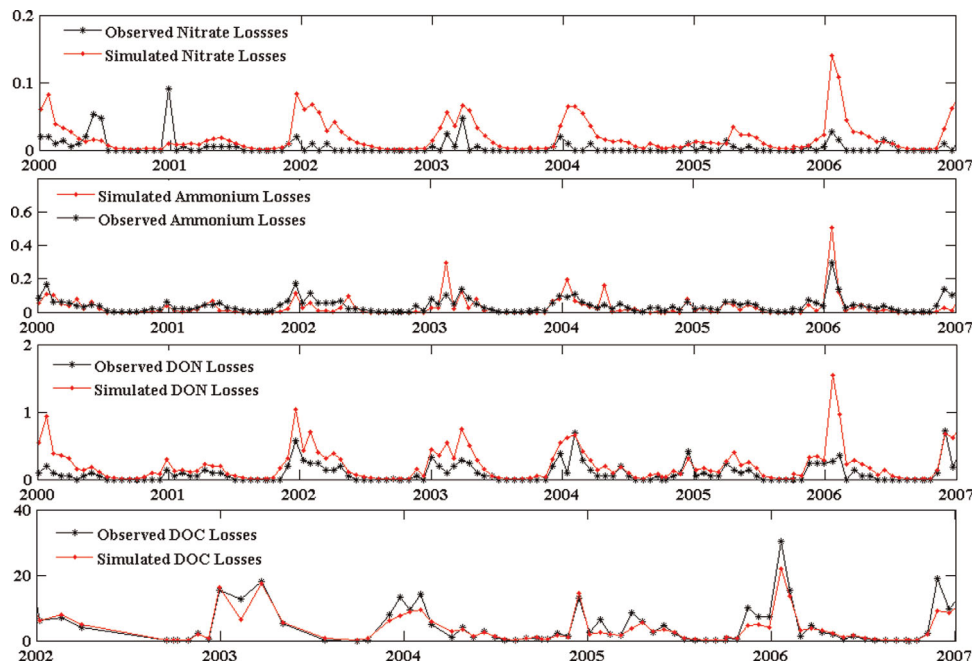 0.2
Observed Nitrate Lossses
Simulated Nitrate Losses
0.1
0
2000 2001 2002 2003 2004 2005 2006 2007
Simulated Ammonium Losses
0.6
Observed Ammonium Losses
0.4
0.2
0
2000 2001 2002 2003 2004 2005 2006 2007
2
Observed DON Losses
Simulated DON Losses
1
0
2000 2001 2002 2003 2004 2005 2006 2007
40
Observed DOC Losses
Simulated DOC Losses
20
0
2002 2003 2004 2005 2006 2007